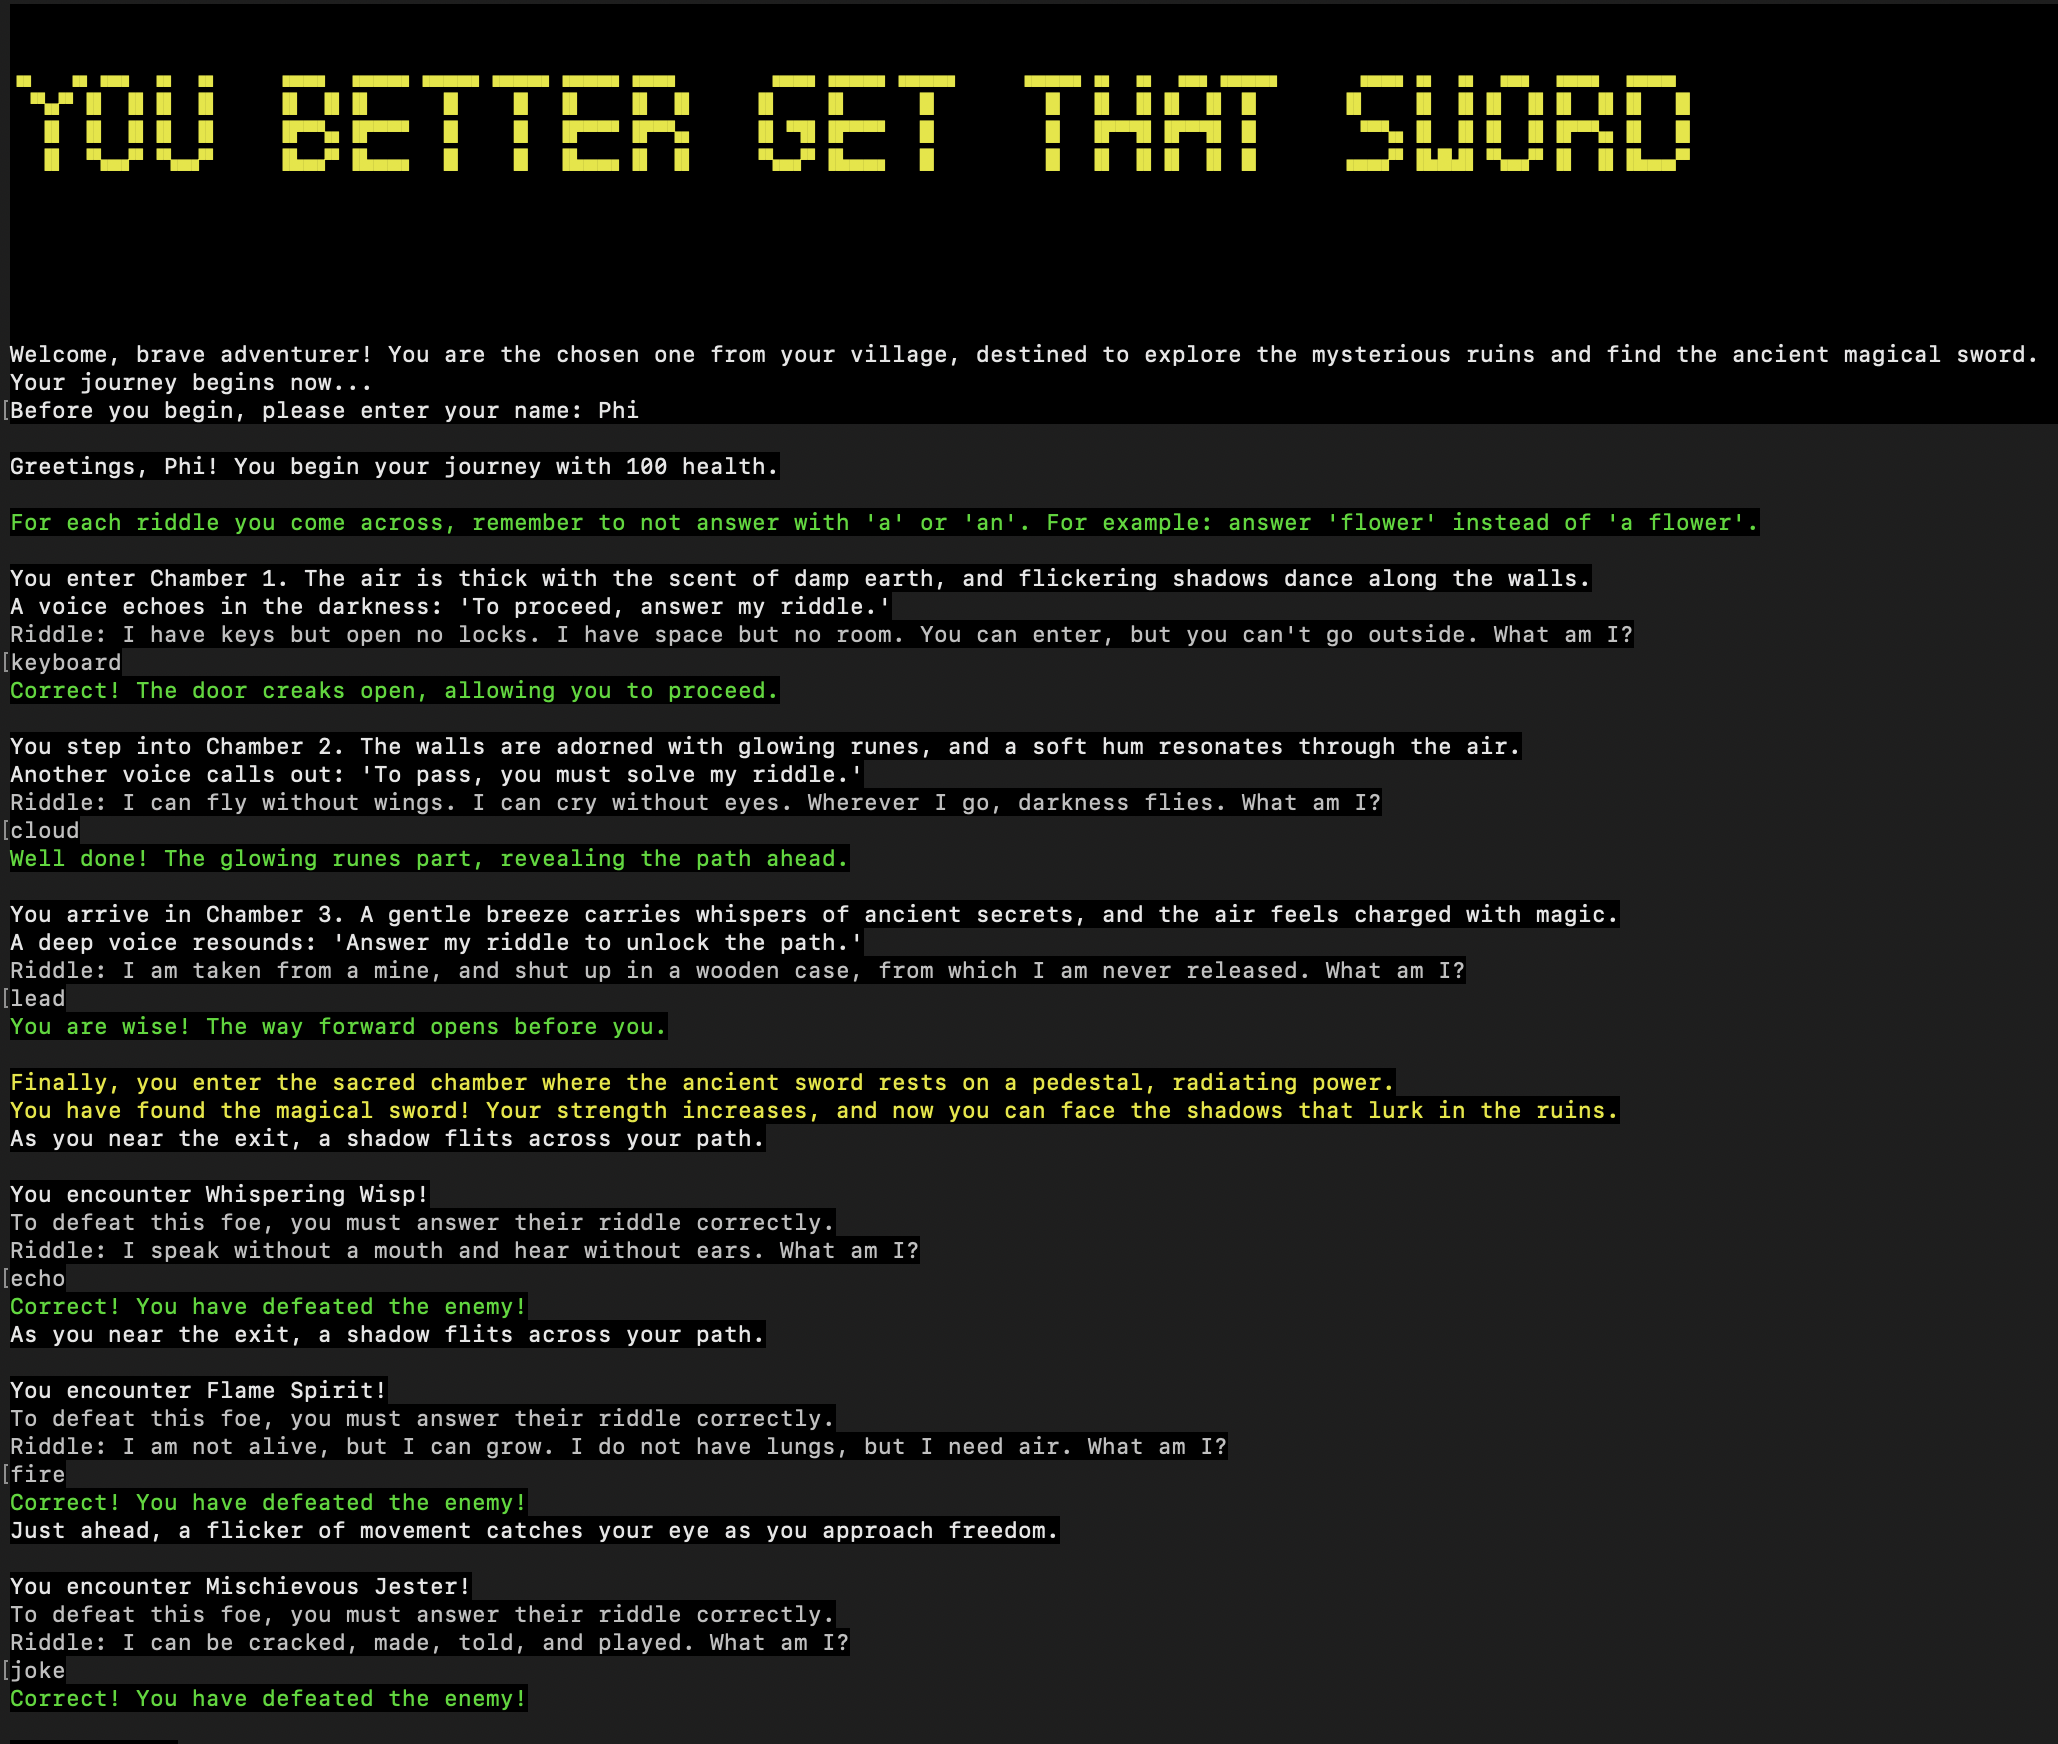 YOU BETTER GET THAT SWORD
Welcome, brave adventurer! You are the chosen one from your village, destined to explore the mysterious ruins and find the ancient magical sword.
Your journey begins now...
[Before you begin, please enter your name: Phi
Greetings, Phi! You begin your journey with 100 health.
For each riddle you come across, remember to not answer with 'a' or 'an'. For example: answer 'flower' instead of 'a flower'.
You enter Chamber 1. The air is thick with the scent of damp earth, and flickering shadows dance along the walls.
A voice echoes in the darkness: 'To proceed, answer my riddle.'
Riddle: I have keys but open no locks. I have space but no room. You can enter, but you can't go outside. What am I?
[keyboard
Correct! The door creaks open, allowing you to proceed.
You step into Chamber 2. The walls are adorned with glowing runes, and a soft hum resonates through the air.
Another voice calls out: 'To pass, you must solve my riddle.'
Riddle: I can fly without wings. I can cry without eyes. Wherever I go, darkness flies. What am I?
[cloud
Well done! The glowing runes part, revealing the path ahead.
You arrive in Chamber 3. A gentle breeze carries whispers of ancient secrets, and the air feels charged with magic.
A deep voice resounds: 'Answer my riddle to unlock the path.'
Riddle: I am taken from a mine, and shut up in a wooden case, from which I am never released. What am I?
[lead
You are wise! The way forward opens before you.
Finally, you enter the sacred chamber where the ancient sword rests on a pedestal, radiating power.
You have found the magical sword! Your strength increases, and now you can face the shadows that lurk in the ruins.
As you near the exit, a shadow flits across your path.
You encounter Whispering Wisp!
To defeat this foe, you must answer their riddle correctly.
Riddle: I speak without a mouth and hear without ears. What am I?
[echo
Correct! You have defeated the enemy!
As you near the exit, a shadow flits across your path.
You encounter Flame Spirit!
To defeat this foe, you must answer their riddle correctly.
Riddle: I am not alive, but I can grow. I do not have lungs, but I need air. What am I?
[fire
Correct! You have defeated the enemy!
Just ahead, a flicker of movement catches your eye as you approach freedom.
You encounter Mischievous Jester!
To defeat this foe, you must answer their riddle correctly.
Riddle: I can be cracked, made, told, and played. What am I?
[joke
Correct! You have defeated the enemy!